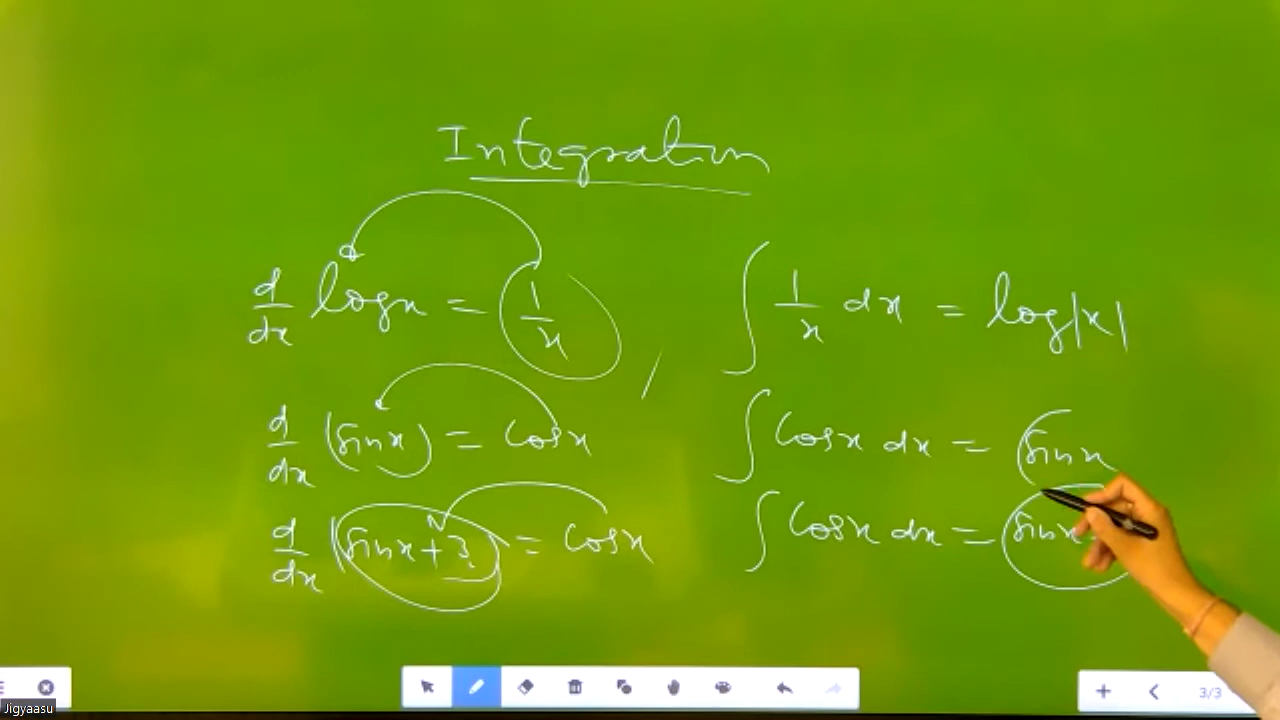 Integration
d/dx log x = 1/x , ∫ 1/x dx = log|x|
d/dx (sin x) = cos x ∫ cos x dx = sin x
d/dx (sin x + 3) = cos x ∫ cos x dx = sin x
3/3
Jigyaasu